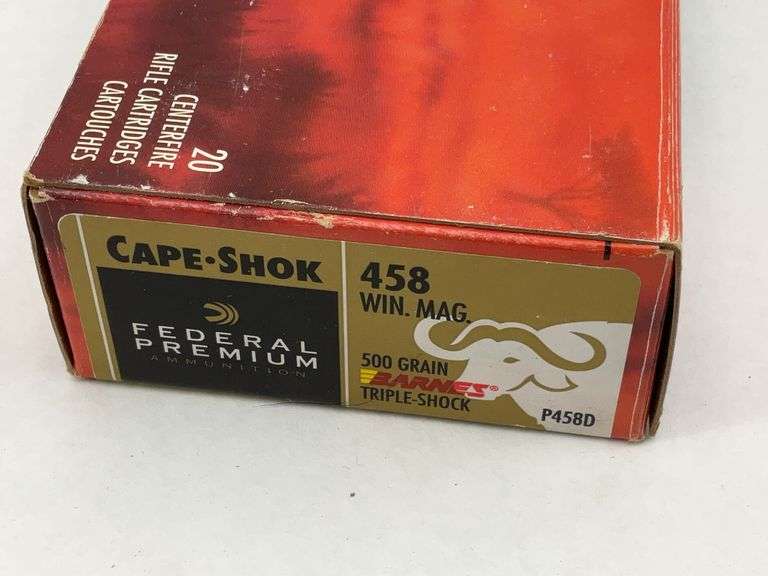 20
CENTERFIRE
RIFLE CARTRIDGES
CARTOUCHES
CAPE•SHOK
FEDERAL
PREMIUM
AMMUNITION
458
WIN. MAG.
500 GRAIN
BARNES®
TRIPLE-SHOCK
P458D